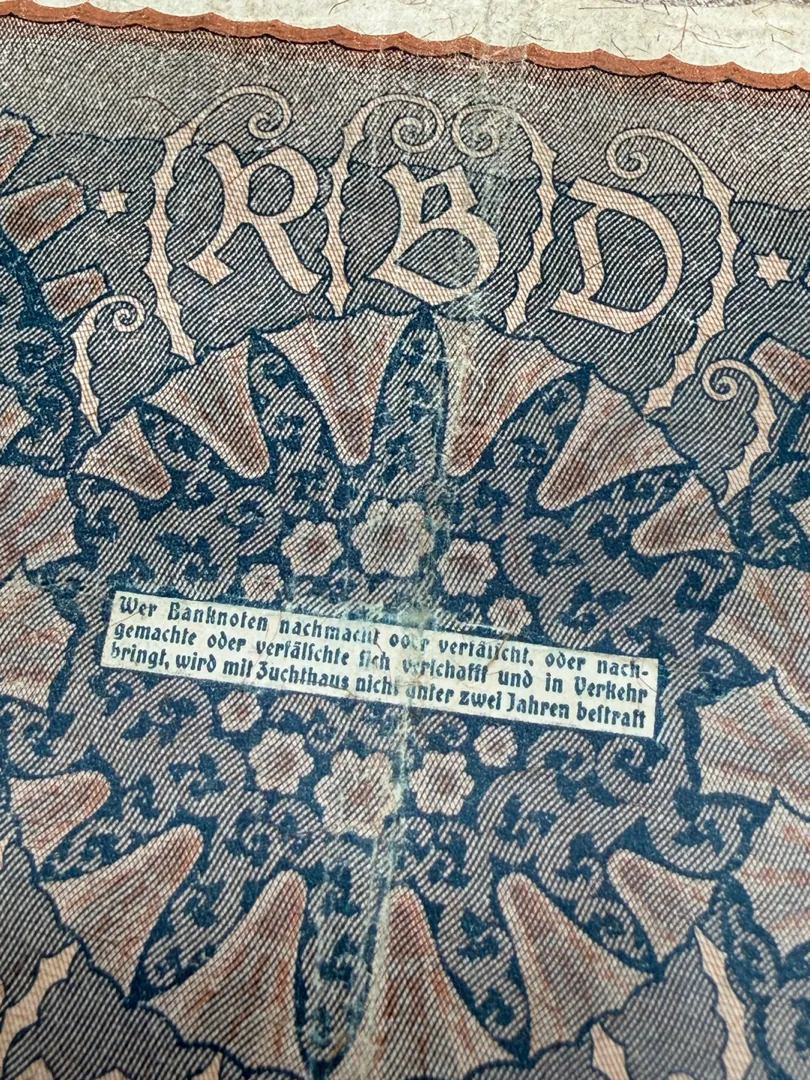 RBD
Wer Banknoten nachmacht oder verfälscht, oder nach-
gemachte oder verfälschte sich verschafft und in Verkehr
bringt, wird mit Zuchthaus nicht unter zwei Jahren bestraft